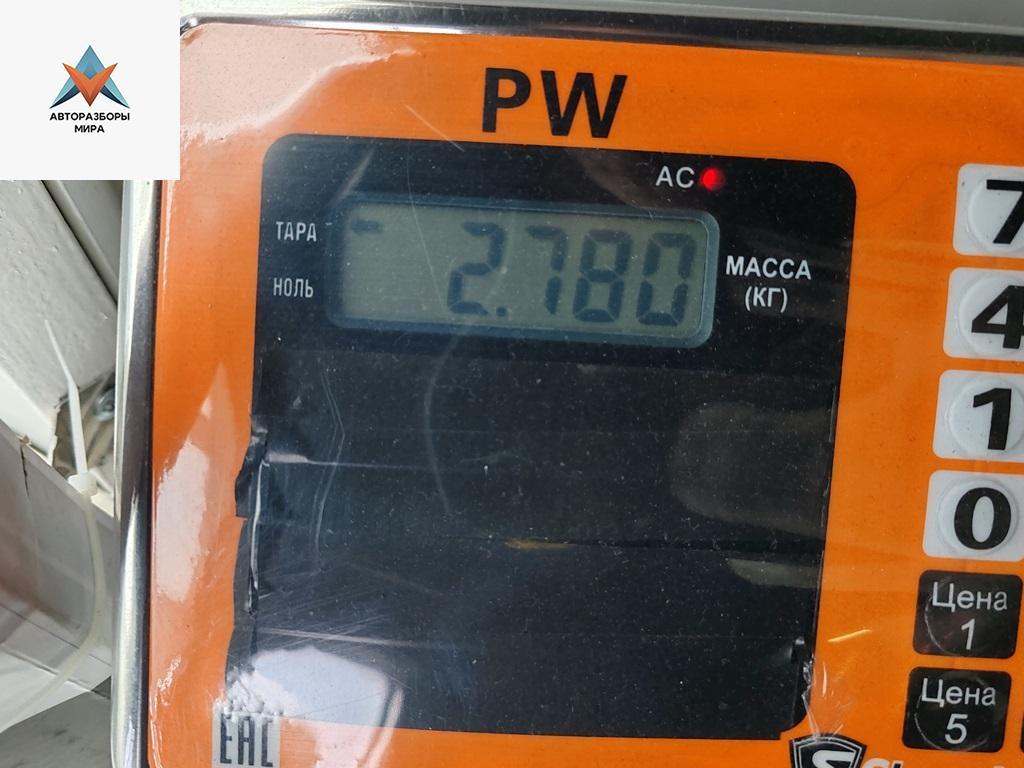 АВТОРАЗБОРЫ
МИРА
PW
AC
ТАРА
НОЛЬ
2.780
МАССА
(КГ)
7
4
1
0
Цена
1
Цена
5
EAC